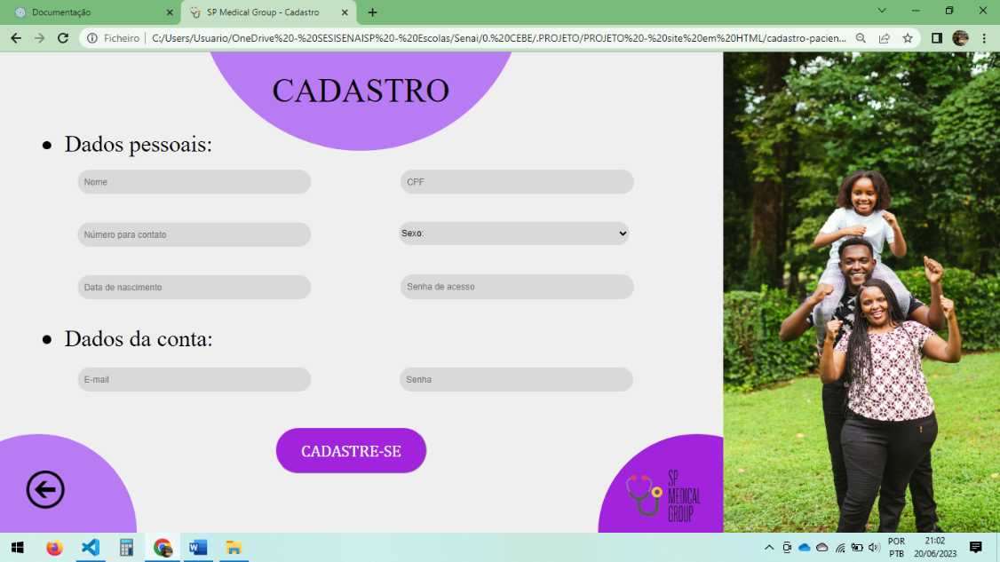 Documentação
SP Medical Group - Cadastro
Ficheiro
C:/Users/Usuario/OneDrive%20-%20SESISENAISP%20-%20Escolas/Senai/0.%20CEBE/.PROJETO/PROJETO%20-%20site%20em%20HTML/cadastro-pacien...
CADASTRO
Dados pessoais:
Nome
CPF
Número para contato
Sexo:
Data de nascimento
Senha de acesso
Dados da conta:
E-mail
Senha
CADASTRE-SE
SP
MEDICAL
GROUP
POR
PTB
21:02
20/06/2023